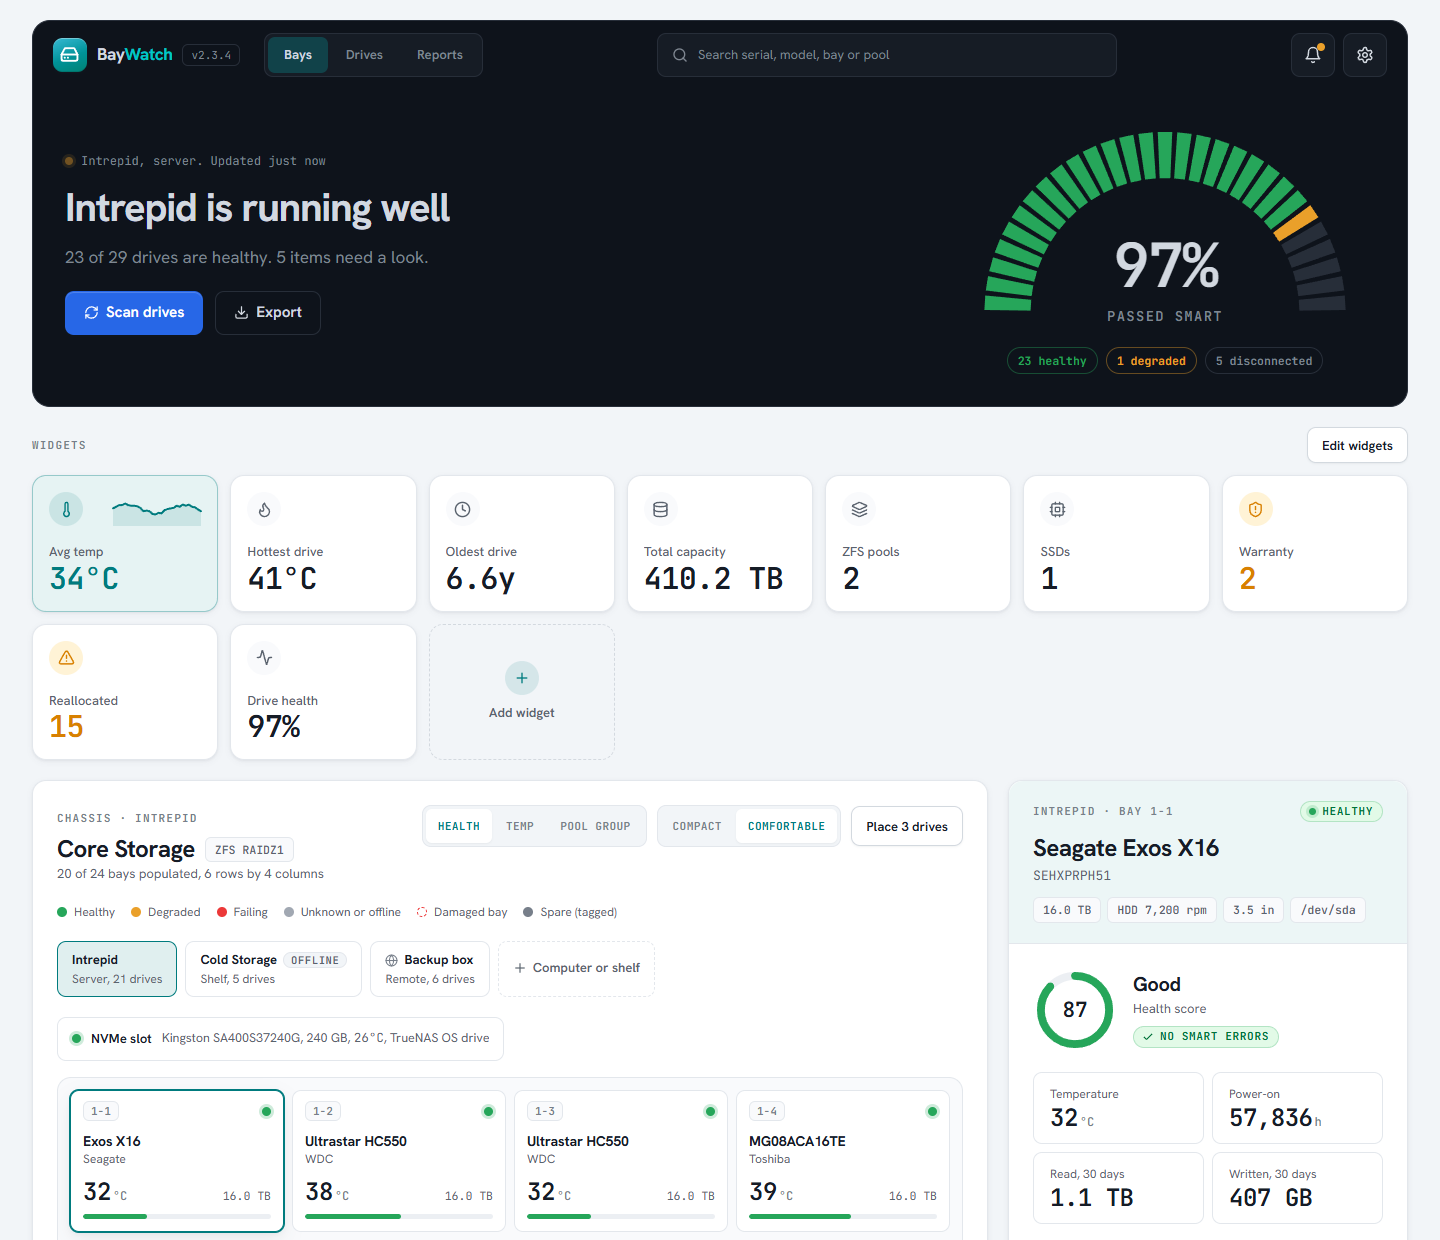 BayWatch v2.3.4 Bays Drives Reports Search serial, model, bay or pool
Intrepid, server. Updated just now
Intrepid is running well
23 of 29 drives are healthy. 5 items need a look.
Scan drives Export
97%
PASSED SMART
23 healthy 1 degraded 5 disconnected
WIDGETS Edit widgets
Avg temp
34°C
Hottest drive
41°C
Oldest drive
6.6y
Total capacity
410.2 TB
ZFS pools
2
SSDs
1
Warranty
2
Reallocated
15
Drive health
97%
Add widget
CHASSIS · INTREPID
Core Storage ZFS RAIDZ1
20 of 24 bays populated, 6 rows by 4 columns
HEALTH TEMP POOL GROUP COMPACT COMFORTABLE Place 3 drives
Healthy Degraded Failing Unknown or offline Damaged bay Spare (tagged)
Intrepid
Server, 21 drives
Cold Storage OFFLINE
Shelf, 5 drives
Backup box
Remote, 6 drives
Computer or shelf
NVMe slot Kingston SA400S37240G, 240 GB, 26°C, TrueNAS OS drive
1-1
Exos X16
Seagate
32°C 16.0 TB
1-2
Ultrastar HC550
WDC
38°C 16.0 TB
1-3
Ultrastar HC550
WDC
32°C 16.0 TB
1-4
MG08ACA16TE
Toshiba
39°C 16.0 TB
INTREPID · BAY 1-1 HEALTHY
Seagate Exos X16
SEHXPRPH51
16.0 TB HDD 7,200 rpm 3.5 in /dev/sda
87
Good
Health score
NO SMART ERRORS
Temperature
32°C
Power-on
57,836h
Read, 30 days
1.1 TB
Written, 30 days
407 GB